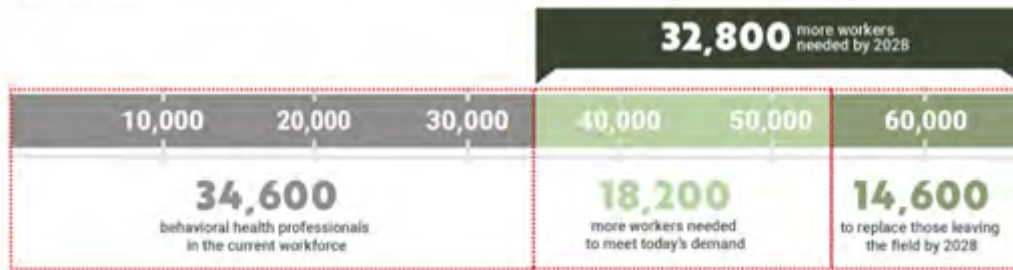 32,800 more workers
needed by 2028
10,000 20,000 30,000 40,000 50,000 60,000
34,600
behavioral health professionals
in the current workforce
18,200
more workers needed
to meet today's demand
14,600
to replace those leaving
the field by 2028